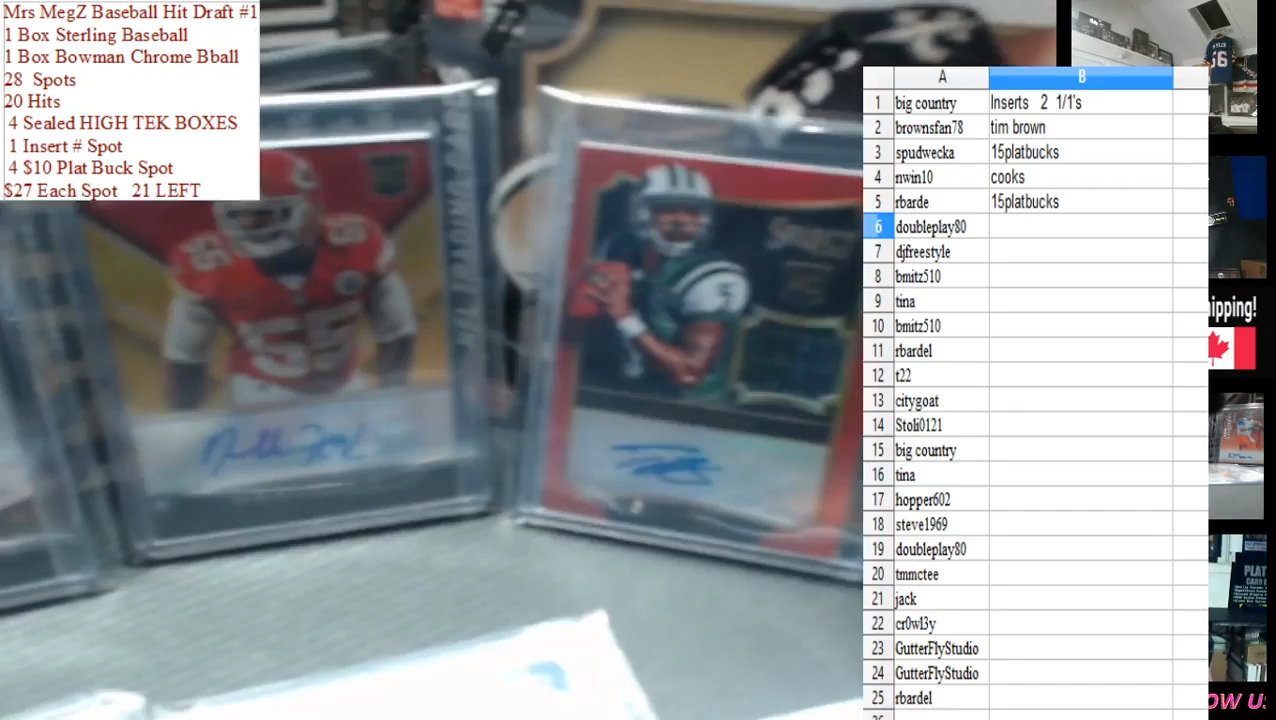 Mrs MegZ Baseball Hit Draft #1
1 Box Sterling Baseball
1 Box Bowman Chrome Bball
28 Spots
20 Hits
4 Sealed HIGH TEK BOXES
1 Insert # Spot
4 $10 Plat Buck Spot
$27 Each Spot 21 LEFT
A B
1 big country Inserts 2 1/1's
2 brownsfan78 tim brown
3 spudwecka 15platbucks
4 nwin10 cooks
5 rbarde 15platbucks
6 doubleplay80
7 djfreestyle
8 bmitz510
9 tina
10 bmitz510
11 rbardel
12 t22
13 citygoat
14 Stoli0121
15 big country
16 tina
17 hopper602
18 steve1969
19 doubleplay80
20 tmmctee
21 jack
22 cr0wl3y
23 GutterFlyStudio
24 GutterFlyStudio
25 rbardel
55
5
66
ipping!
PLAT
OW U